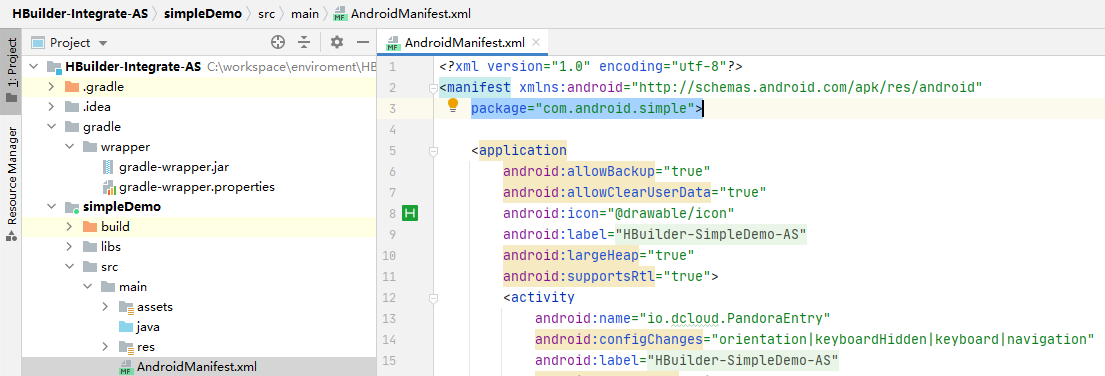 HBuilder-Integrate-AS simpleDemo src main AndroidManifest.xml
1: Project
Resource Manager
Project
HBuilder-Integrate-AS C:\workspace\enviroment\HB
.gradle
.idea
gradle
wrapper
gradle-wrapper.jar
gradle-wrapper.properties
simpleDemo
build
libs
src
main
assets
java
res
AndroidManifest.xml
AndroidManifest.xml
1 <?xml version="1.0" encoding="utf-8"?>
2 <manifest xmlns:android="http://schemas.android.com/apk/res/android"
3 package="com.android.simple">
4
5 <application
6 android:allowBackup="true"
7 android:allowClearUserData="true"
8 android:icon="@drawable/icon"
9 android:label="HBuilder-SimpleDemo-AS"
10 android:largeHeap="true"
11 android:supportsRtl="true">
12 <activity
13 android:name="io.dcloud.PandoraEntry"
14 android:configChanges="orientation|keyboardHidden|keyboard|navigation"
15 android:label="HBuilder-SimpleDemo-AS"